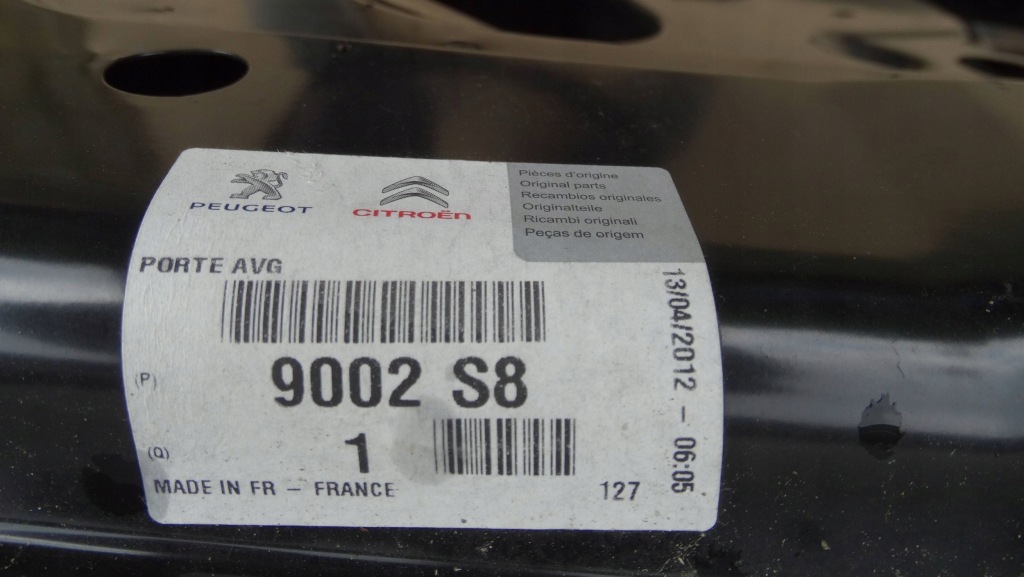 PEUGEOT
CITROËN
Pièces d'origine
Original parts
Recambios originales
Originalteile
Ricambi originali
Peças de origem
PORTE AVG
13/04/2012 - 06:05
(P)
9002 S8
(Q)
1
MADE IN FR - FRANCE
127